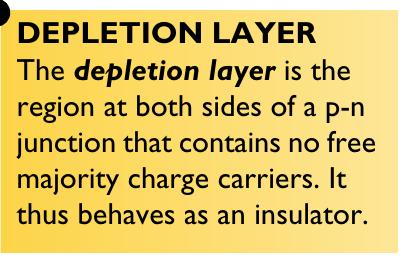 DEPLETION LAYER
The depletion layer is the
region at both sides of a p-n
junction that contains no free
majority charge carriers. It
thus behaves as an insulator.